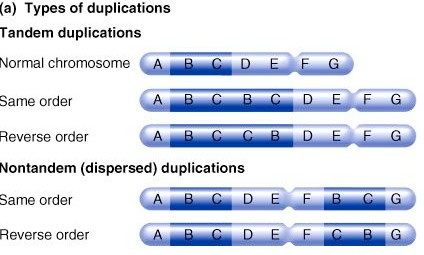 (a) Types of duplications
Tandem duplications
Normal chromosome A B C D E F G
Same order A B C B C D E F G
Reverse order A B C C B D E F G
Nontandem (dispersed) duplications
Same order A B C D E F B C G
Reverse order A B C D E F C B G